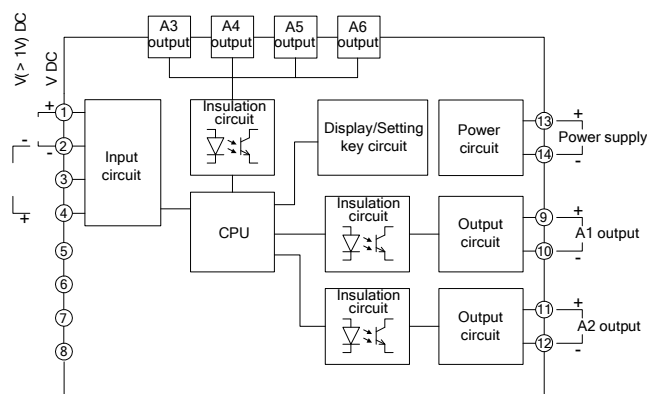 V( > 1V) DC
V DC
A3
output
A4
output
A5
output
A6
output
+
1
-
2
-
3
4
+
5
6
7
8
Input
circuit
Insulation
circuit
CPU
Display/Setting
key circuit
Power
circuit
13
+
Power supply
14
-
Insulation
circuit
Output
circuit
9
+
A1 output
10
-
Insulation
circuit
Output
circuit
11
+
A2 output
12
-